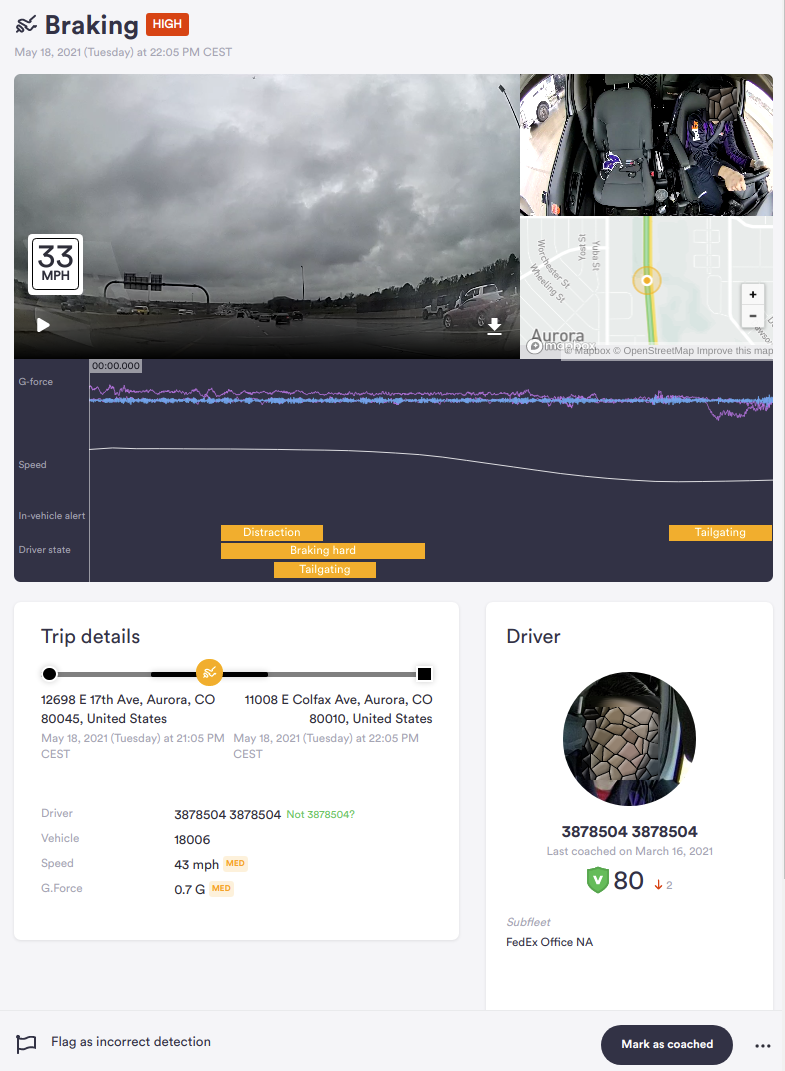 Braking HIGH
May 18, 2021 (Tuesday) at 22:05 PM CEST
33
MPH
FedEx
Worchester St
Wheeling St
Yost St
Yuba St
Aurora
+
−
mapbox
© Mapbox © OpenStreetMap Improve this map
00:00.000
G-force
Speed
In-vehicle alert
Distraction
Tailgating
Driver state
Braking hard
Tailgating
Trip details
12698 E 17th Ave, Aurora, CO
80045, United States
May 18, 2021 (Tuesday) at 21:05 PM
CEST
11008 E Colfax Ave, Aurora, CO
80010, United States
May 18, 2021 (Tuesday) at 22:05 PM
CEST
Driver 3878504 3878504 Not 3878504?
Vehicle 18006
Speed 43 mph MED
G.Force 0.7 G MED
Driver
3878504 3878504
Last coached on March 16, 2021
V 80 ↓ 2
Subfleet
FedEx Office NA
Flag as incorrect detection
Mark as coached